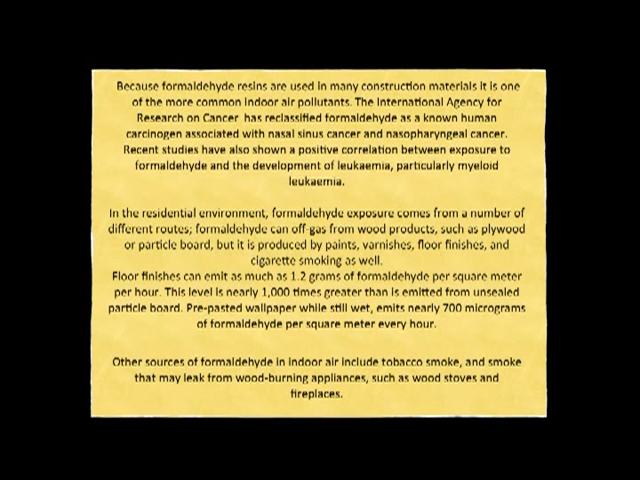 Because formaldehyde resins are used in many construction materials it is one
of the more common indoor air pollutants. The International Agency for
Research on Cancer has reclassified formaldehyde as a known human
carcinogen associated with nasal sinus cancer and nasopharyngeal cancer.
Recent studies have also shown a positive correlation between exposure to
formaldehyde and the development of leukaemia, particularly myeloid
leukaemia.
In the residential environment, formaldehyde exposure comes from a number of
different routes; formaldehyde can off-gas from wood products, such as plywood
or particle board, but it is produced by paints, varnishes, floor finishes, and
cigarette smoking as well.
Floor finishes can emit as much as 1.2 grams of formaldehyde per square meter
per hour. This level is nearly 1,000 times greater than is emitted from unsealed
particle board. Pre-pasted wallpaper while still wet, emits nearly 700 micrograms
of formaldehyde per square meter every hour.
Other sources of formaldehyde in indoor air include tobacco smoke, and smoke
that may leak from wood-burning appliances, such as wood stoves and
fireplaces.